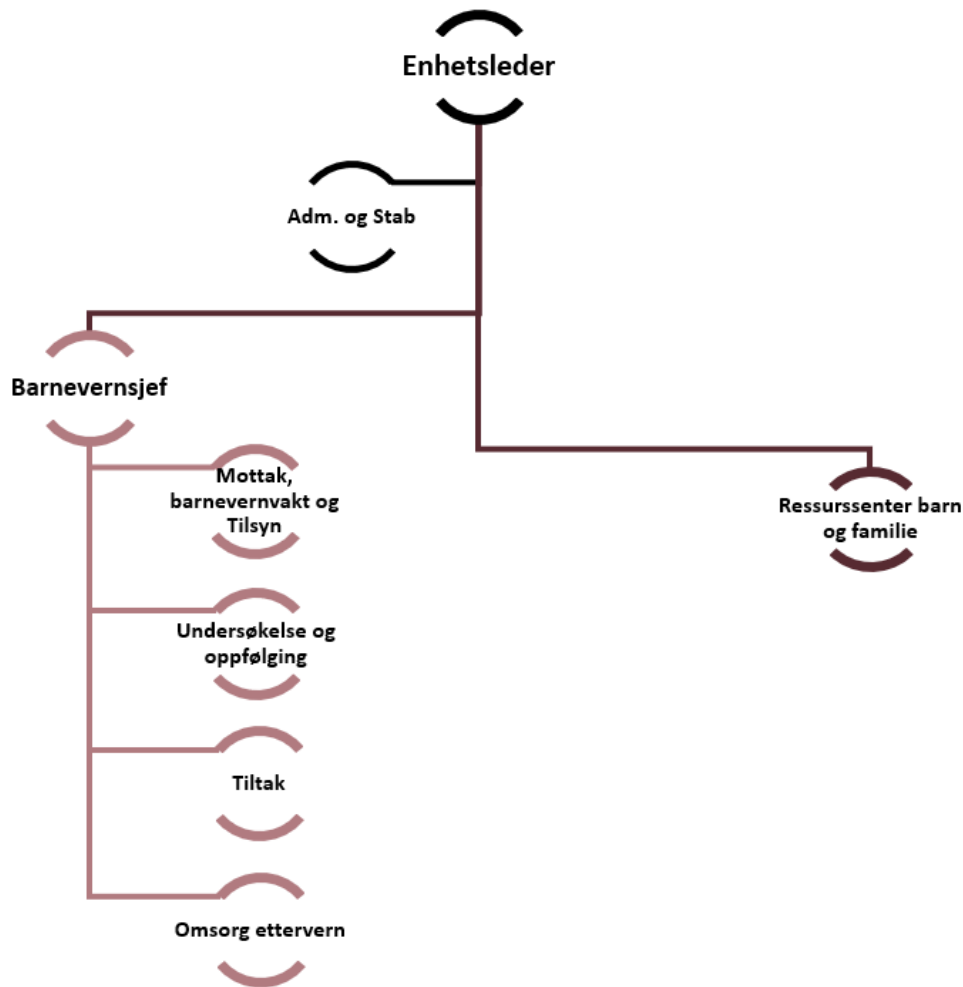 Enhetsleder
Adm. og Stab
Barnevernsjef
Mottak,
barnevernvakt og
Tilsyn
Undersøkelse og
oppfølging
Tiltak
Omsorg ettervern
Ressurssenter barn
og familie